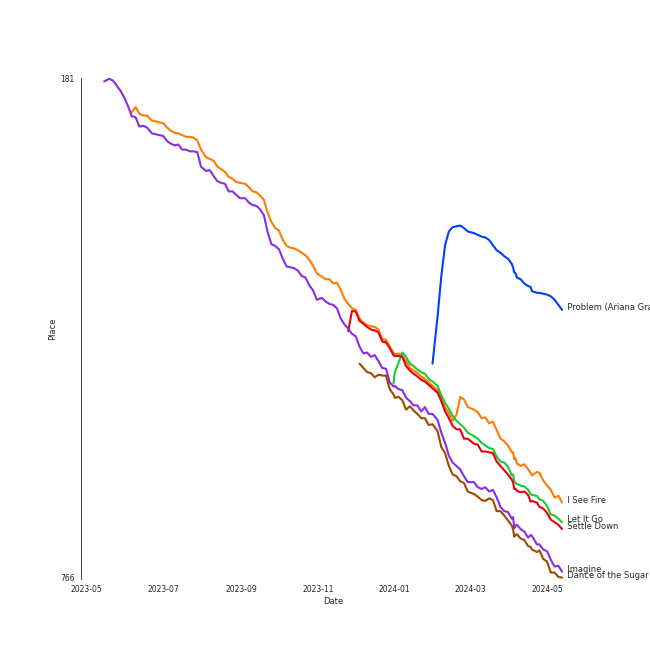 181
Place
766
2023-05 2023-07 2023-09 2023-11 2024-01 2024-03 2024-05
Date
Problem (Ariana Gra
I See Fire
Let It Go
Settle Down
Imagine
Dance of the Sugar